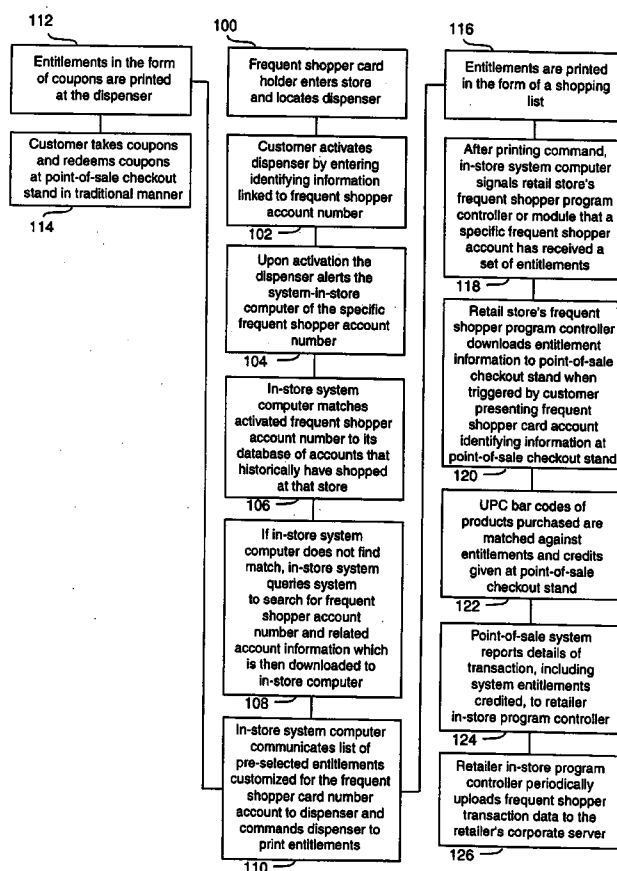 112
Entitlements in the form
of coupons are printed
at the dispenser
Customer takes coupons
and redeems coupons
at point-of-sale checkout
stand in traditional manner
114
100
Frequent shopper card
holder enters store
and locates dispenser
Customer activates
dispenser by entering
identifying information
linked to frequent shopper
account number
102
Upon activation the
dispenser alerts the
system-in-store
computer of the specific
frequent shopper account
number
104
In-store system
computer matches
activated frequent shopper
account number to its
database of accounts that
historically have shopped
at that store
106
If in-store system
computer does not find
match, in-store system
queries system
to search for frequent
shopper account
number and related
account information which
is then downloaded to
in-store computer
108
In-store system computer
communicates list of
pre-selected entitlements
customized for the frequent
shopper card number
account to dispenser and
commands dispenser to
print entitlements
110
116
Entitlements are printed
in the form of a shopping
list
After printing command,
in-store system computer
signals retail store's
frequent shopper program
controller or module that a
specific frequent shopper
account has received a
set of entitlements
118
Retail store's frequent
shopper program controller
downloads entitlement
information to point-of-sale
checkout stand when
triggered by customer
presenting frequent
shopper card account
identifying information at
point-of-sale checkout stand
120
UPC bar codes of
products purchased are
matched against
entitlements and credits
given at point-of-sale
checkout stand
122
Point-of-sale system
reports details of
transaction, including
system entitlements
credited, to retailer
in-store program controller
124
Retailer in-store program
controller periodically
uploads frequent shopper
transaction data to the
retailer's corporate server
126